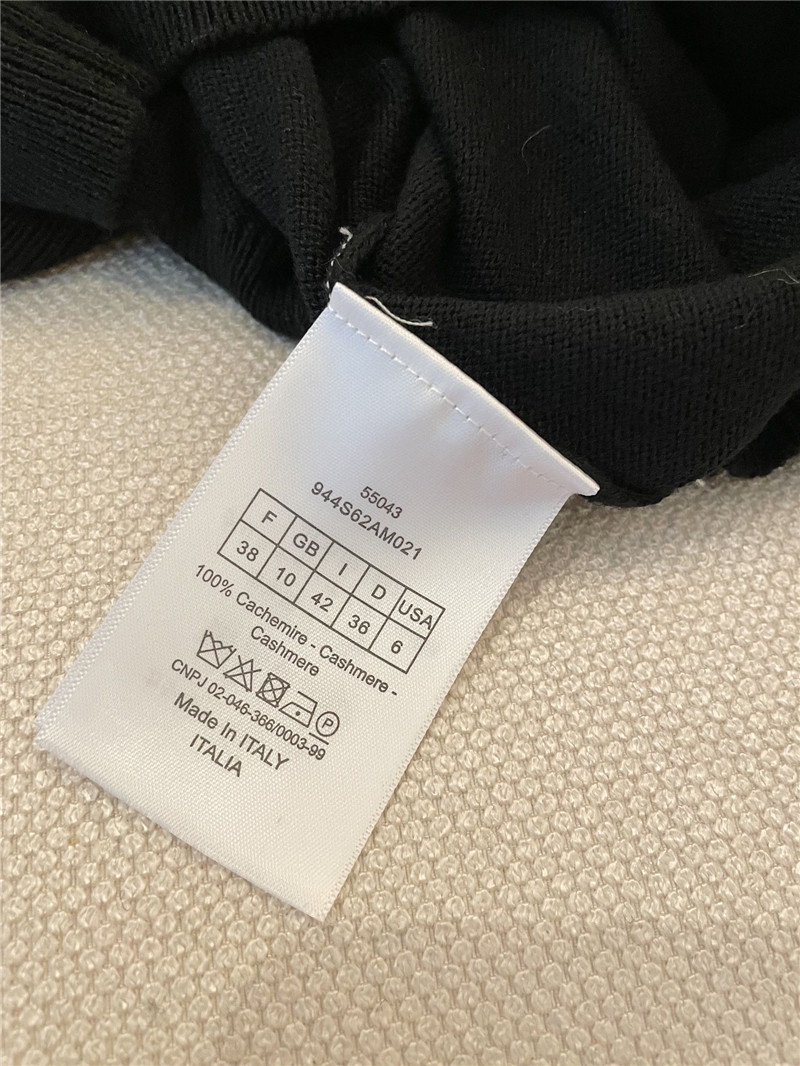 55043
944S62AM021
F GB I D USA
38 10 42 36 6
100% Cachemire - Cashmere -
Cashmere
P
CNPJ 02-046-366/0003-99
Made In ITALY
ITALIA